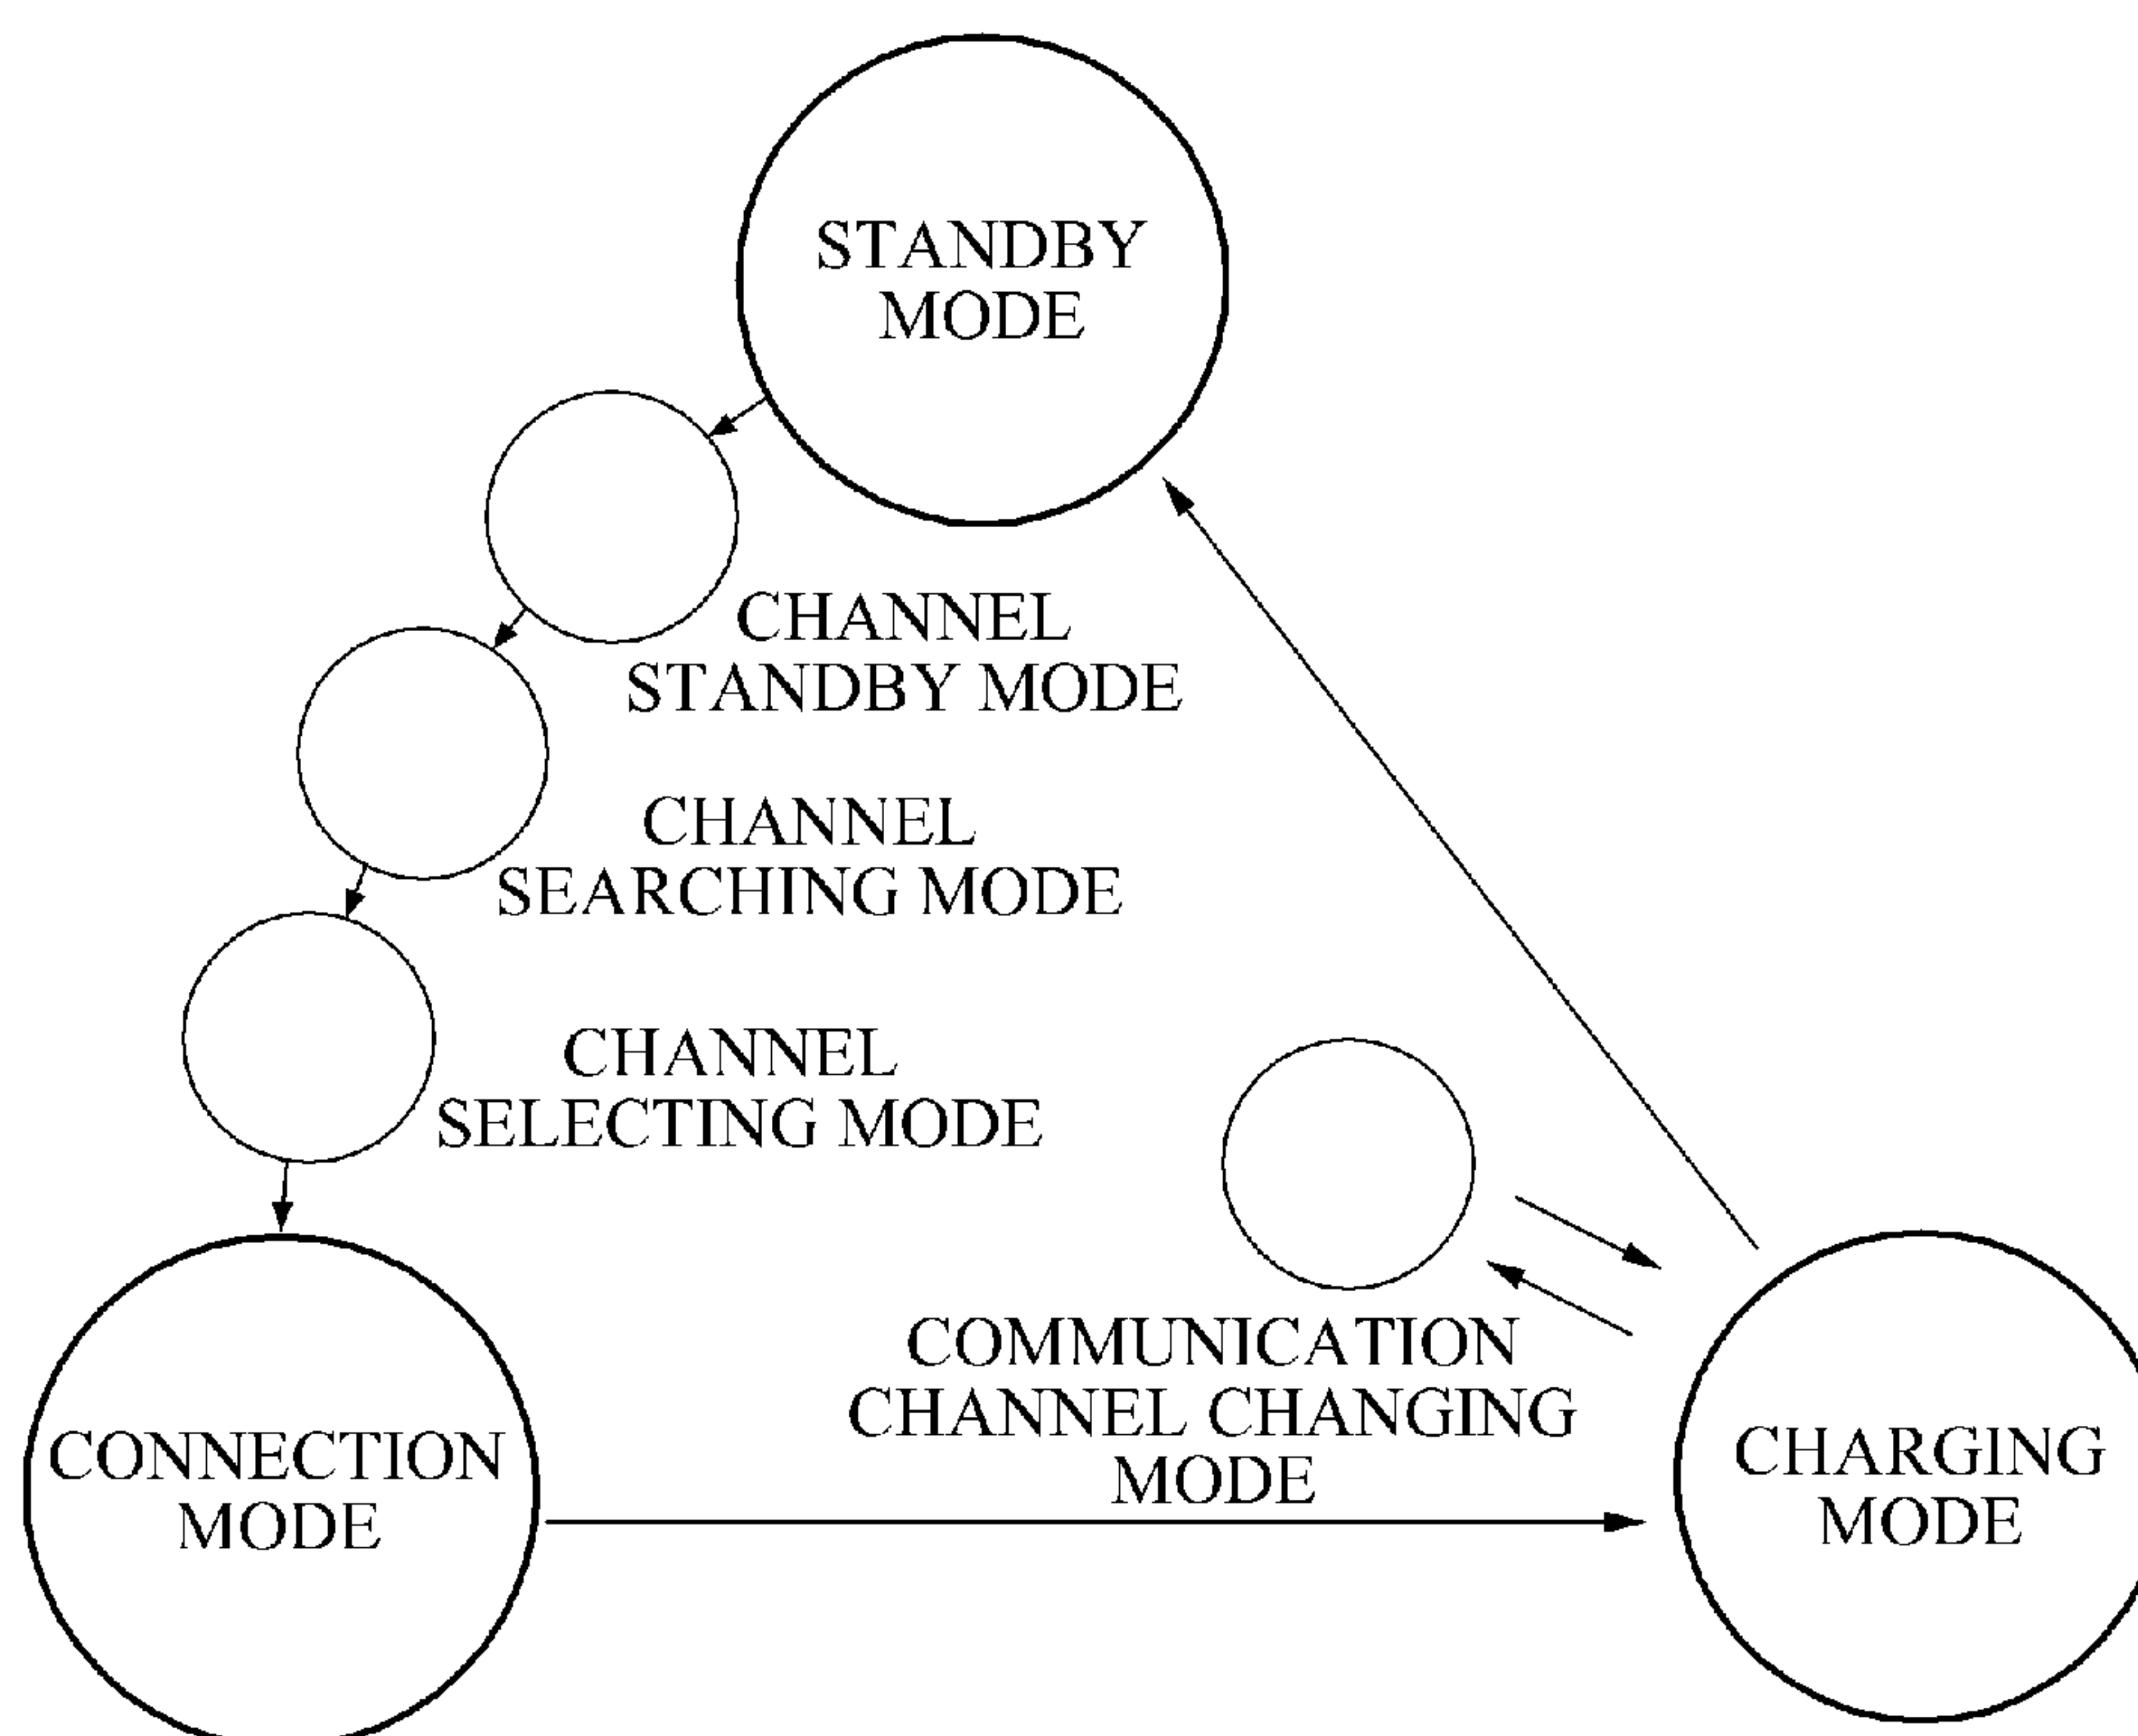 STANDBY
MODE
CHANNEL
STANDBY MODE
CHANNEL
SEARCHING MODE
CHANNEL
SELECTING MODE
COMMUNICATION
CHANNEL CHANGING
MODE
CONNECTION
MODE
CHARGING
MODE